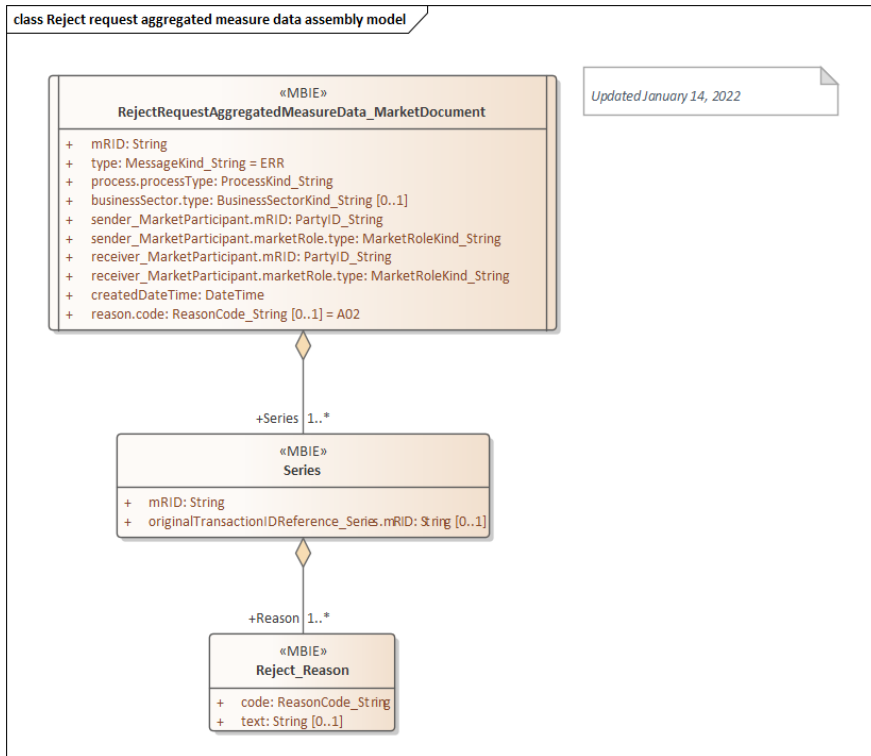 class Reject request aggregated measure data assembly model
«MBIE»
RejectRequestAggregatedMeasureData_MarketDocument
+ mRID: String
+ type: MessageKind_String = ERR
+ process.processType: ProcessKind_String
+ businessSector.type: BusinessSectorKind_String [0..1]
+ sender_MarketParticipant.mRID: PartyID_String
+ sender_MarketParticipant.marketRole.type: MarketRoleKind_String
+ receiver_MarketParticipant.mRID: PartyID_String
+ receiver_MarketParticipant.marketRole.type: MarketRoleKind_String
+ createdDateTime: DateTime
+ reason.code: ReasonCode_String [0..1] = A02
Updated January 14, 2022
+Series 1..*
«MBIE»
Series
+ mRID: String
+ originalTransactionIDReference_Series.mRID: String [0..1]
+Reason 1..*
«MBIE»
Reject_Reason
+ code: ReasonCode_String
+ text: String [0..1]